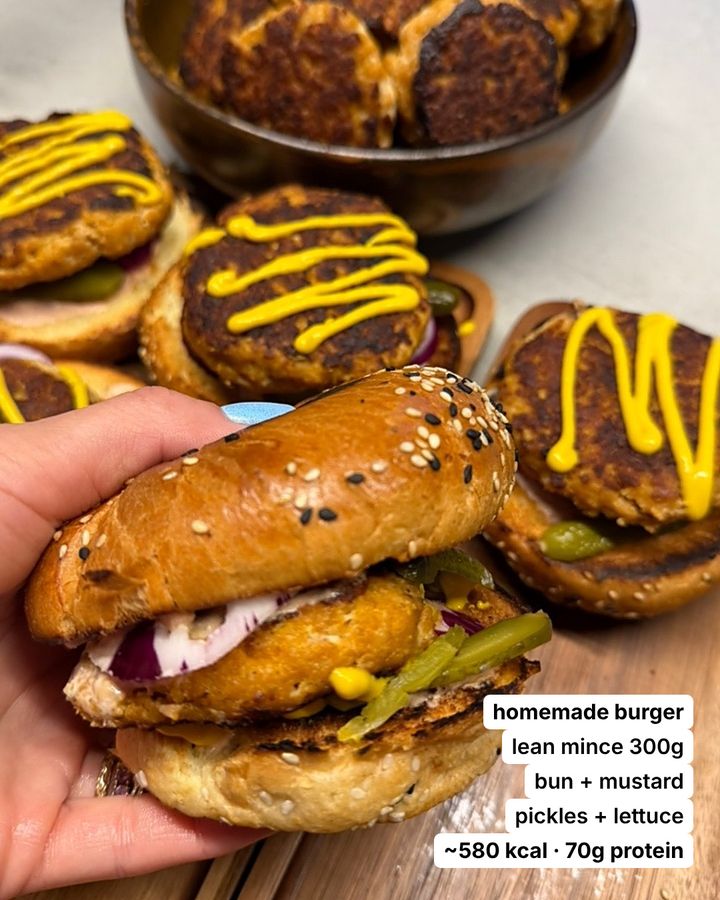 homemade burger
lean mince 300g
bun + mustard
pickles + lettuce
~580 kcal · 70g protein